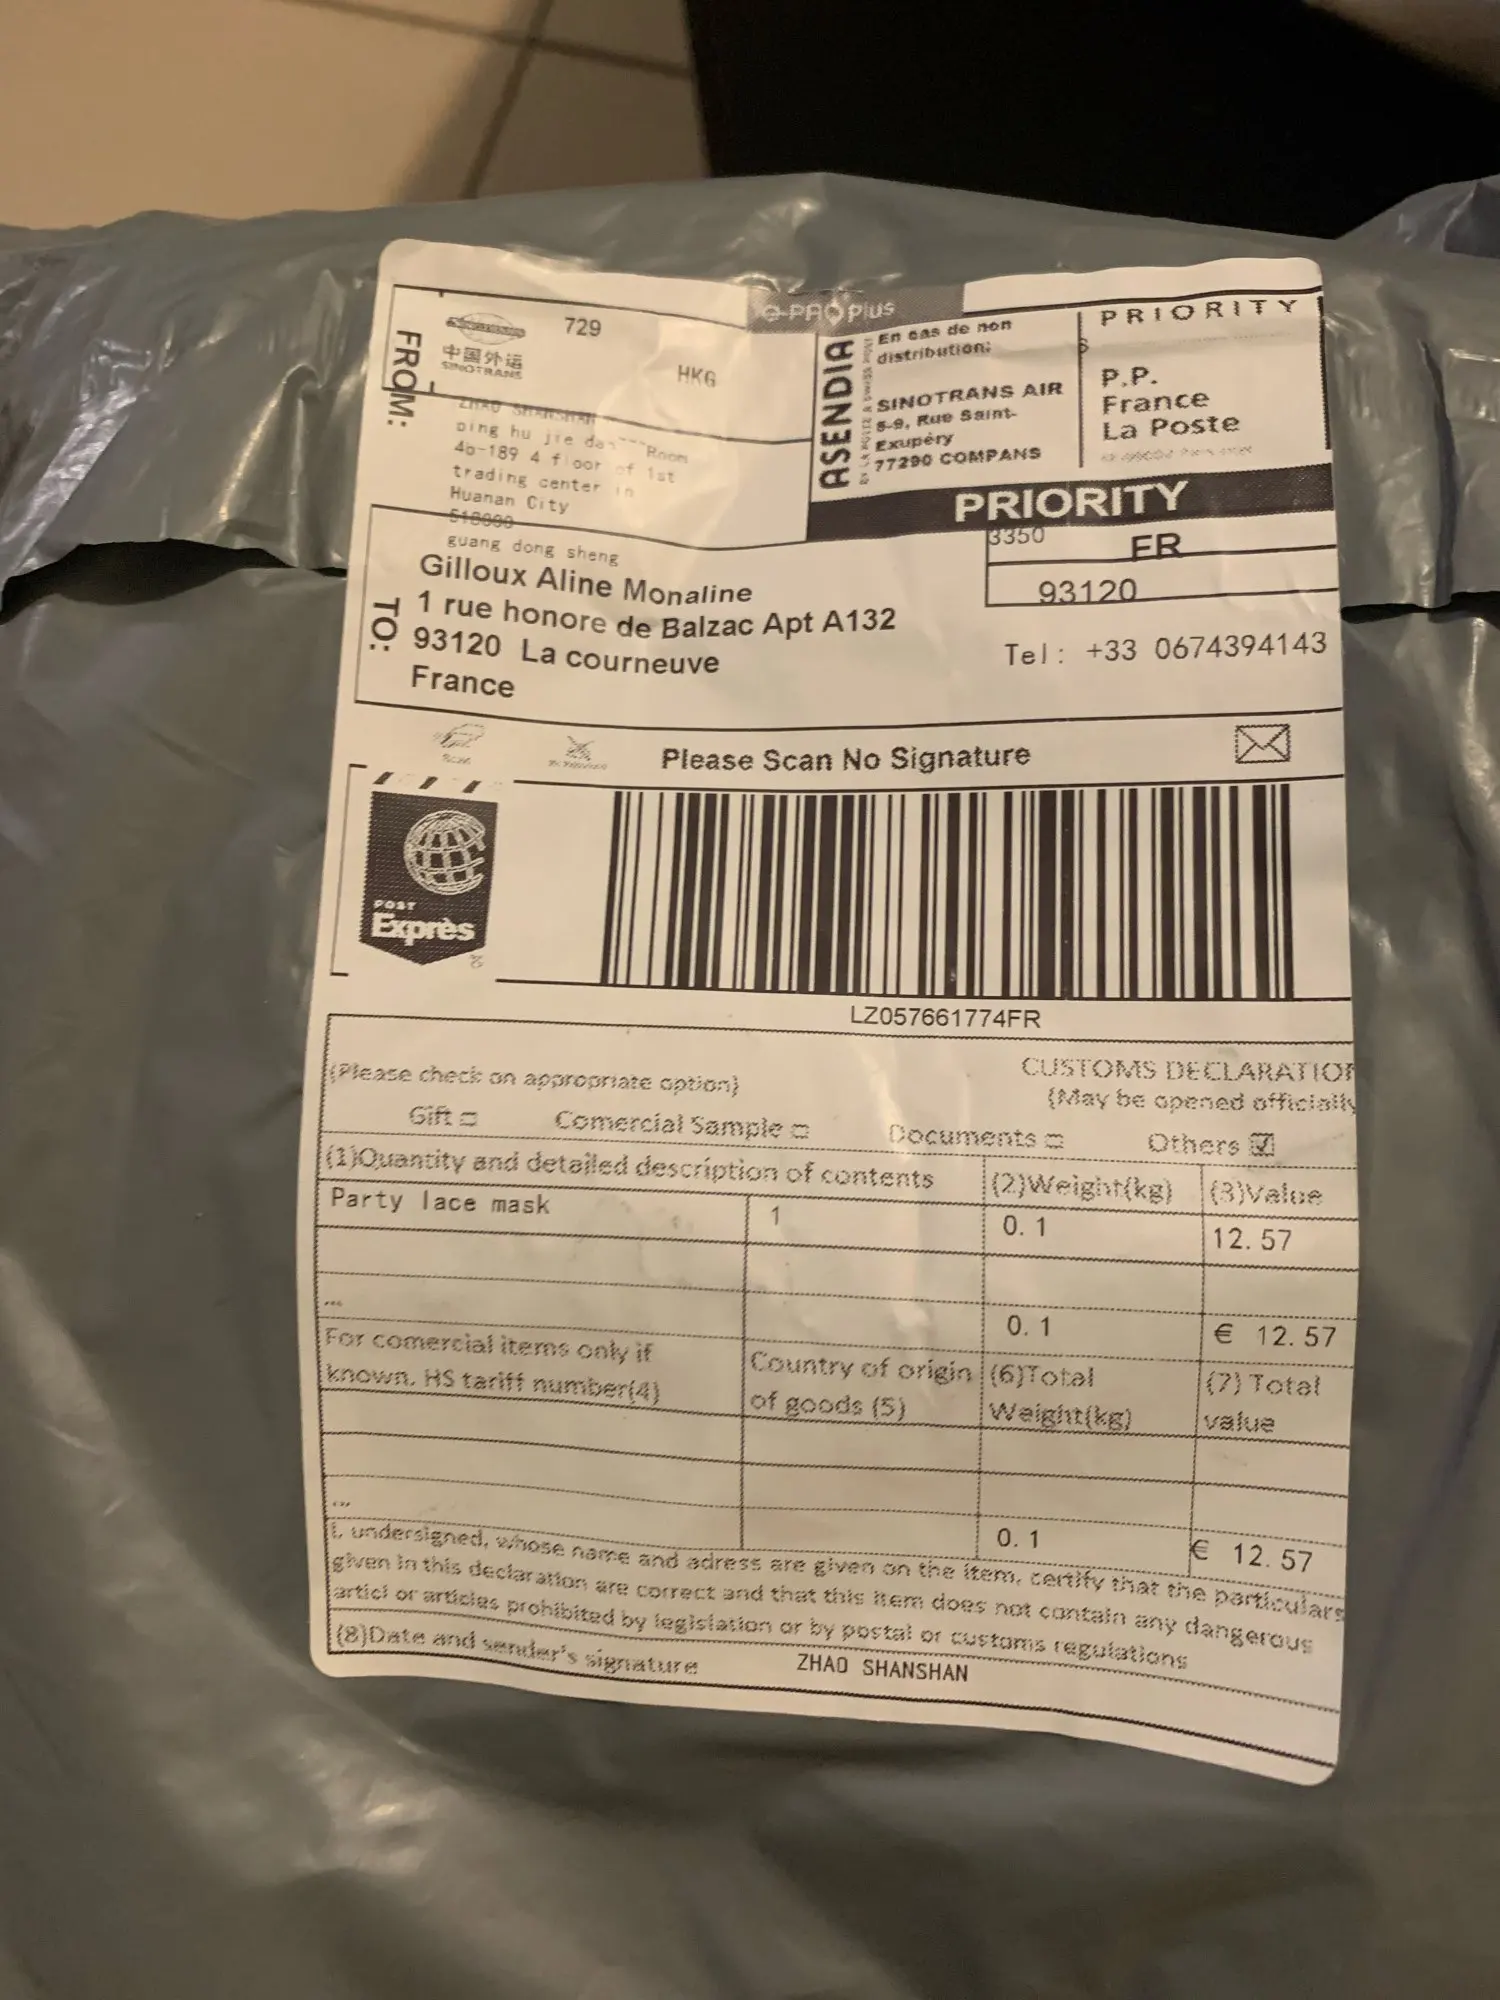 e-PAQ Plus
FROM:
中国外运
SINOTRANS
729
HKG
ZHAO SHANSHAN
ping hu jie dao Room
4b-189 4 floor of 1st
trading center in
Huanan City
518000
guang dong sheng
ASENDIA
En cas de non
distribution:
SINOTRANS AIR
8-9, Rue Saint-
Exupéry
77290 COMPANS
PRIORITY
P.P.
France
La Poste
PRIORITY
3350
FR
93120
TO:
Gilloux Aline Monaline
1 rue honore de Balzac Apt A132
93120 La courneuve
France
Tel: +33 0674394143
Scan
Please Scan No Signature
POST
Exprès
LZ057661774FR
(Please check on appropriate option)
CUSTOMS DECLARATION
(May be opened officially
Gift
Comercial Sample
Documents
Others ☑
(1)Quantity and detailed description of contents
(2)Weight(kg)
(3)Value
Party lace mask
1
0.1
12.57
...
0.1
€ 12.57
For comercial items only if
known. HS tariff number(4)
Country of origin
of goods (5)
(6)Total
Weight(kg)
(7) Total
value
...
0.1
€ 12.57
I, undersigned, whose name and adress are given on the item, certify that the particulars
given in this declaration are correct and that this item does not contain any dangerous
articl or articles prohibited by legislation or by postal or customs regulations
(8)Date and sender's signature
ZHAO SHANSHAN